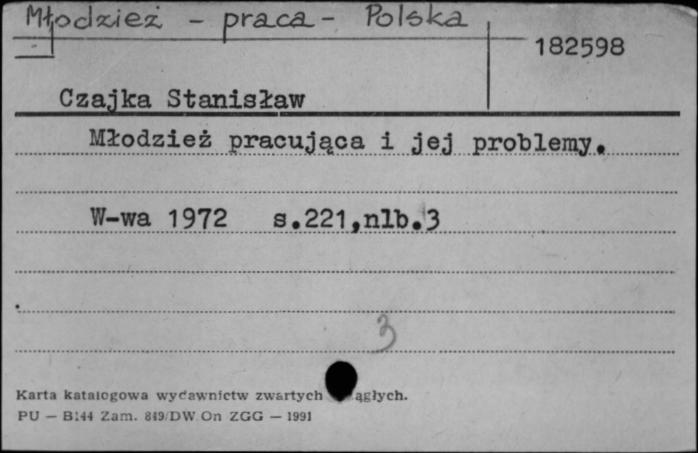 Młodzież - praca - Polska
182598
Czajka Stanisław
Młodzież pracująca i jej problemy.
W-wa 1972 s.221,nlb.3
3
Karta katalogowa wydawnictw zwartych ągłych.
PU — B144 Zam. 849/DW On ZGG — 1991